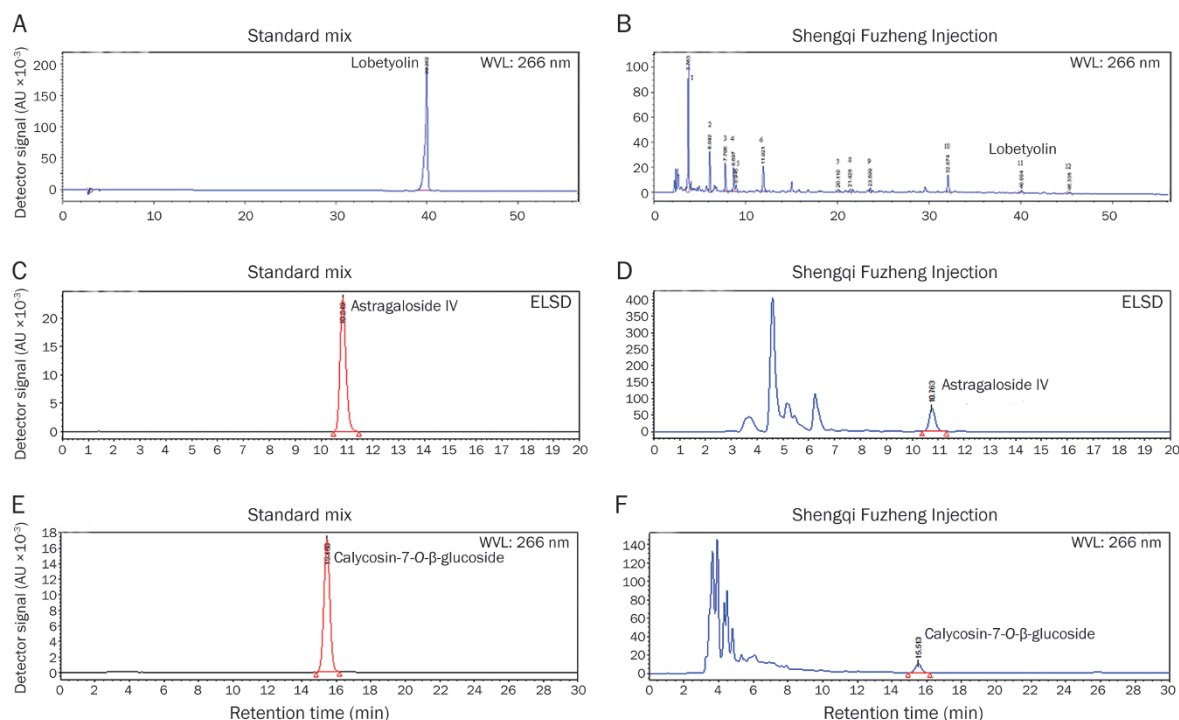 A
Standard mix
Detector signal (AU ×10⁻³)
Lobetyolin
WVL: 266 nm
200
150
100
50
0
0 10 20 30 40 50
B
Shengqi Fuzheng Injection
WVL: 266 nm
Lobetyolin
100
80
60
40
20
0
0 10 20 30 40 50
C
Standard mix
Detector signal (AU ×10⁻³)
Astragaloside IV
ELSD
20
15
10
5
0
0 1 2 3 4 5 6 7 8 9 10 11 12 13 14 15 16 17 18 19 20
D
Shengqi Fuzheng Injection
ELSD
10.763
Astragaloside IV
400
350
300
250
200
150
100
50
0
0 1 2 3 4 5 6 7 8 9 10 11 12 13 14 15 16 17 18 19 20
E
Standard mix
Detector signal (AU ×10⁻³)
WVL: 266 nm
Calycosin-7-O-β-glucoside
18
16
14
12
10
8
6
4
2
0
0 2 4 6 8 10 12 14 16 18 20 22 24 26 28 30
Retention time (min)
F
Shengqi Fuzheng Injection
WVL: 266 nm
15.513
Calycosin-7-O-β-glucoside
140
120
100
80
60
40
20
0
0 2 4 6 8 10 12 14 16 18 20 22 24 26 28 30
Retention time (min)